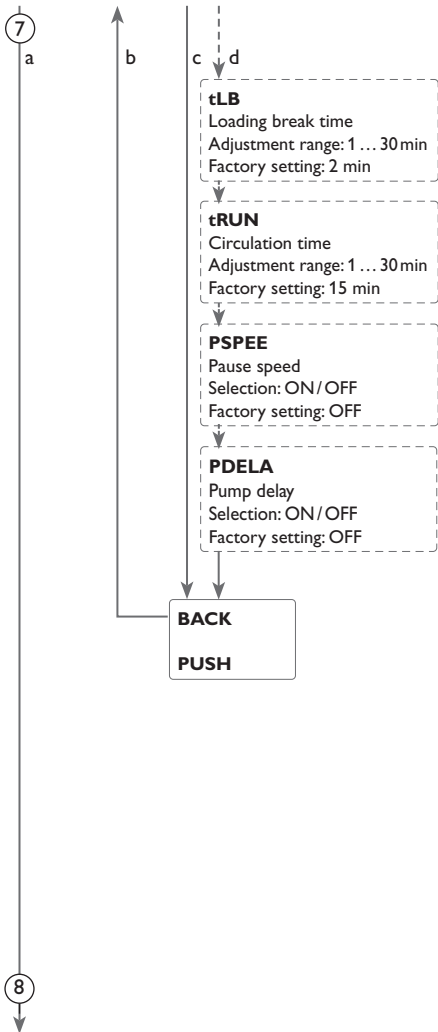 7
a
b
c
d
tLB
Loading break time
Adjustment range: 1 … 30 min
Factory setting: 2 min
tRUN
Circulation time
Adjustment range: 1 … 30 min
Factory setting: 15 min
PSPEE
Pause speed
Selection: ON / OFF
Factory setting: OFF
PDELA
Pump delay
Selection: ON / OFF
Factory setting: OFF
BACK
PUSH
8